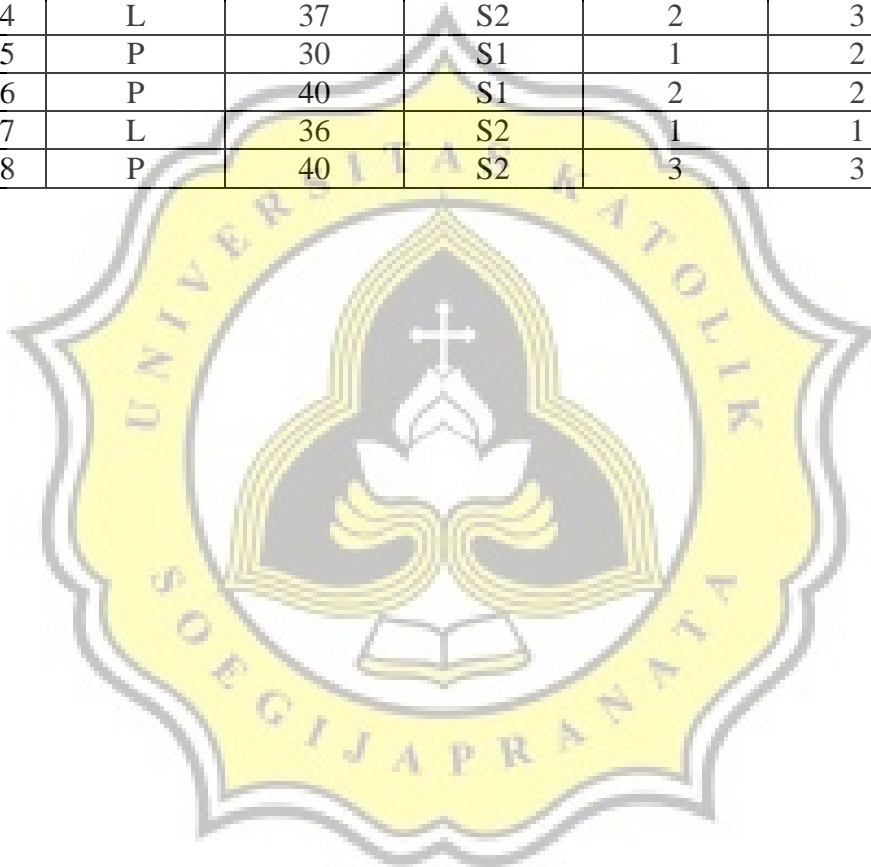 4 L 37 S2 2 3
5 P 30 S1 1 2
6 P 40 S1 2 2
7 L 36 S2 1 1
8 P 40 S2 3 3
UNIVERSITAS KATOLIK
SOEGIJAPRANATA